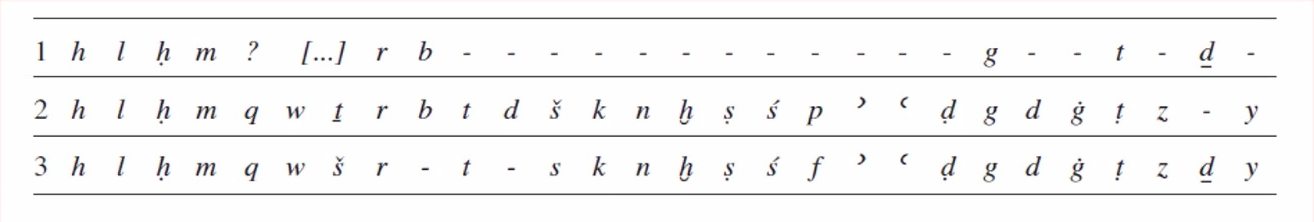 1 h l ḥ m ? [...] r b - - - - - - - - - - - - g - - t - ḏ -
2 h l ḥ m q w ṯ r b t d š k n ḫ ṣ ś p ʾ ʿ ḍ g d ġ ṭ z - y
3 h l ḥ m q w š r - t - s k n ḫ ṣ ś f ʾ ʿ ḍ g d ġ ṭ z ḏ y